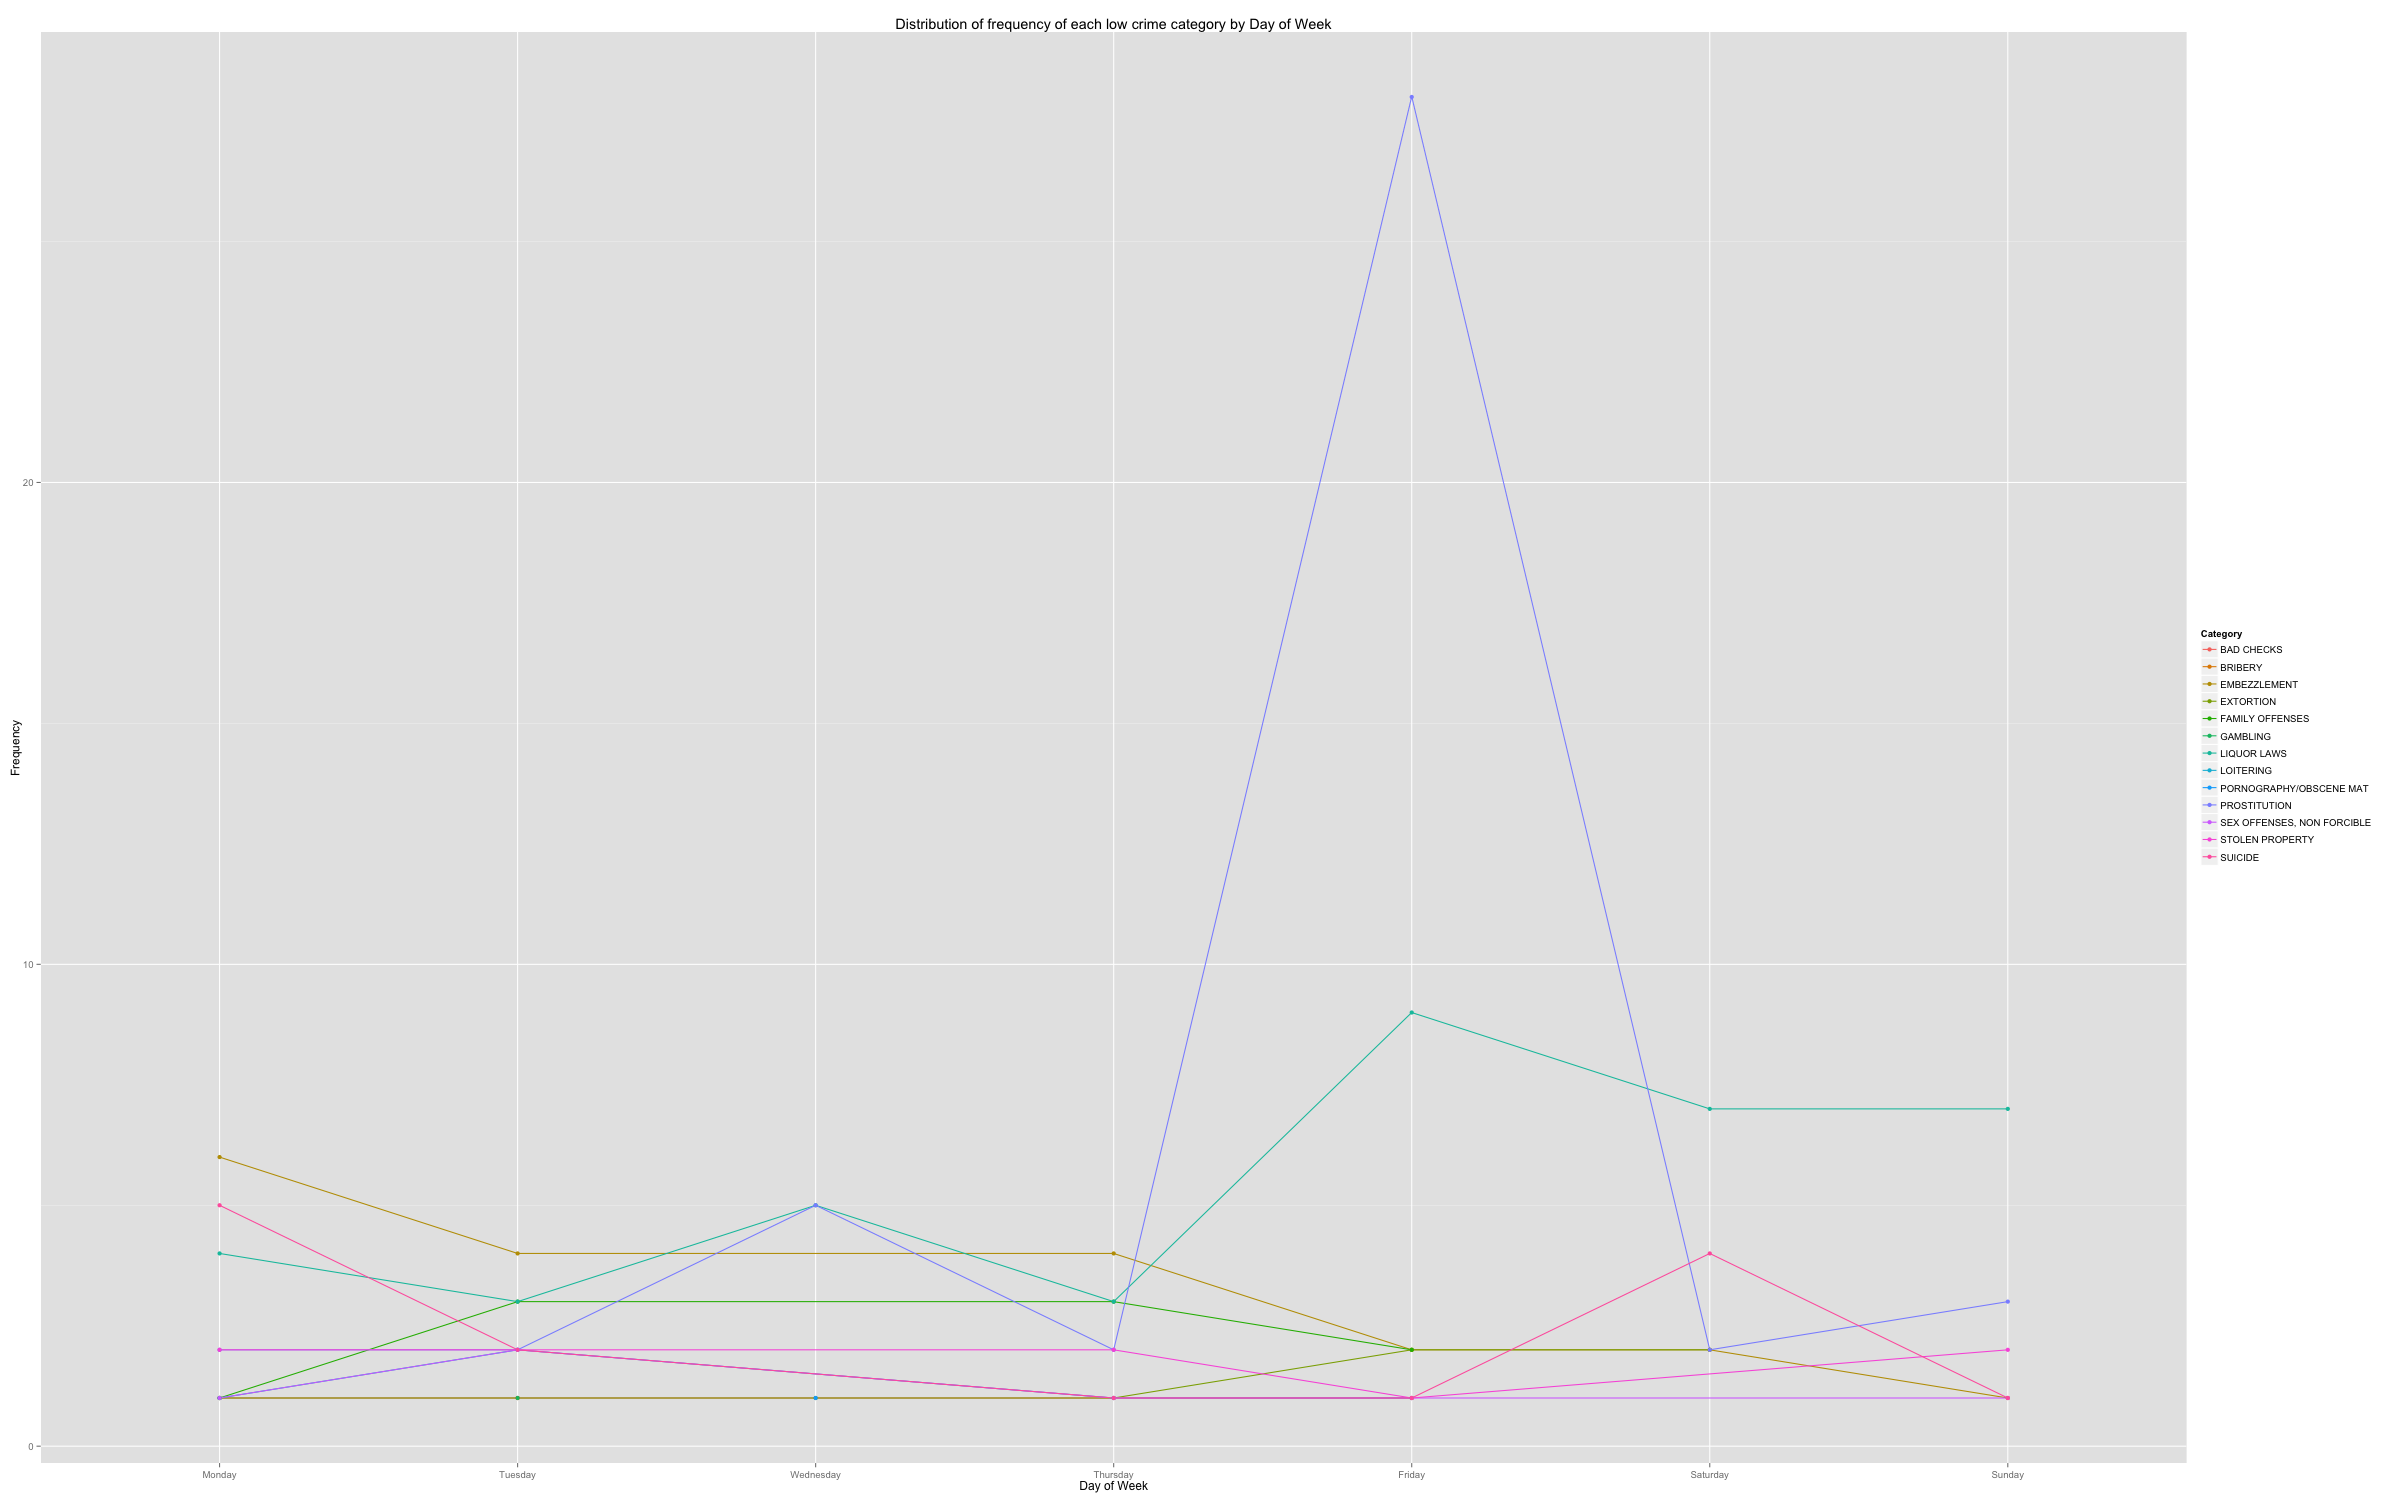 Distribution of frequency of each low crime category by Day of Week
Frequency
20
10
0
Monday Tuesday Wednesday Thursday Friday Saturday Sunday
Day of Week
Category
BAD CHECKS
BRIBERY
EMBEZZLEMENT
EXTORTION
FAMILY OFFENSES
GAMBLING
LIQUOR LAWS
LOITERING
PORNOGRAPHY/OBSCENE MAT
PROSTITUTION
SEX OFFENSES, NON FORCIBLE
STOLEN PROPERTY
SUICIDE